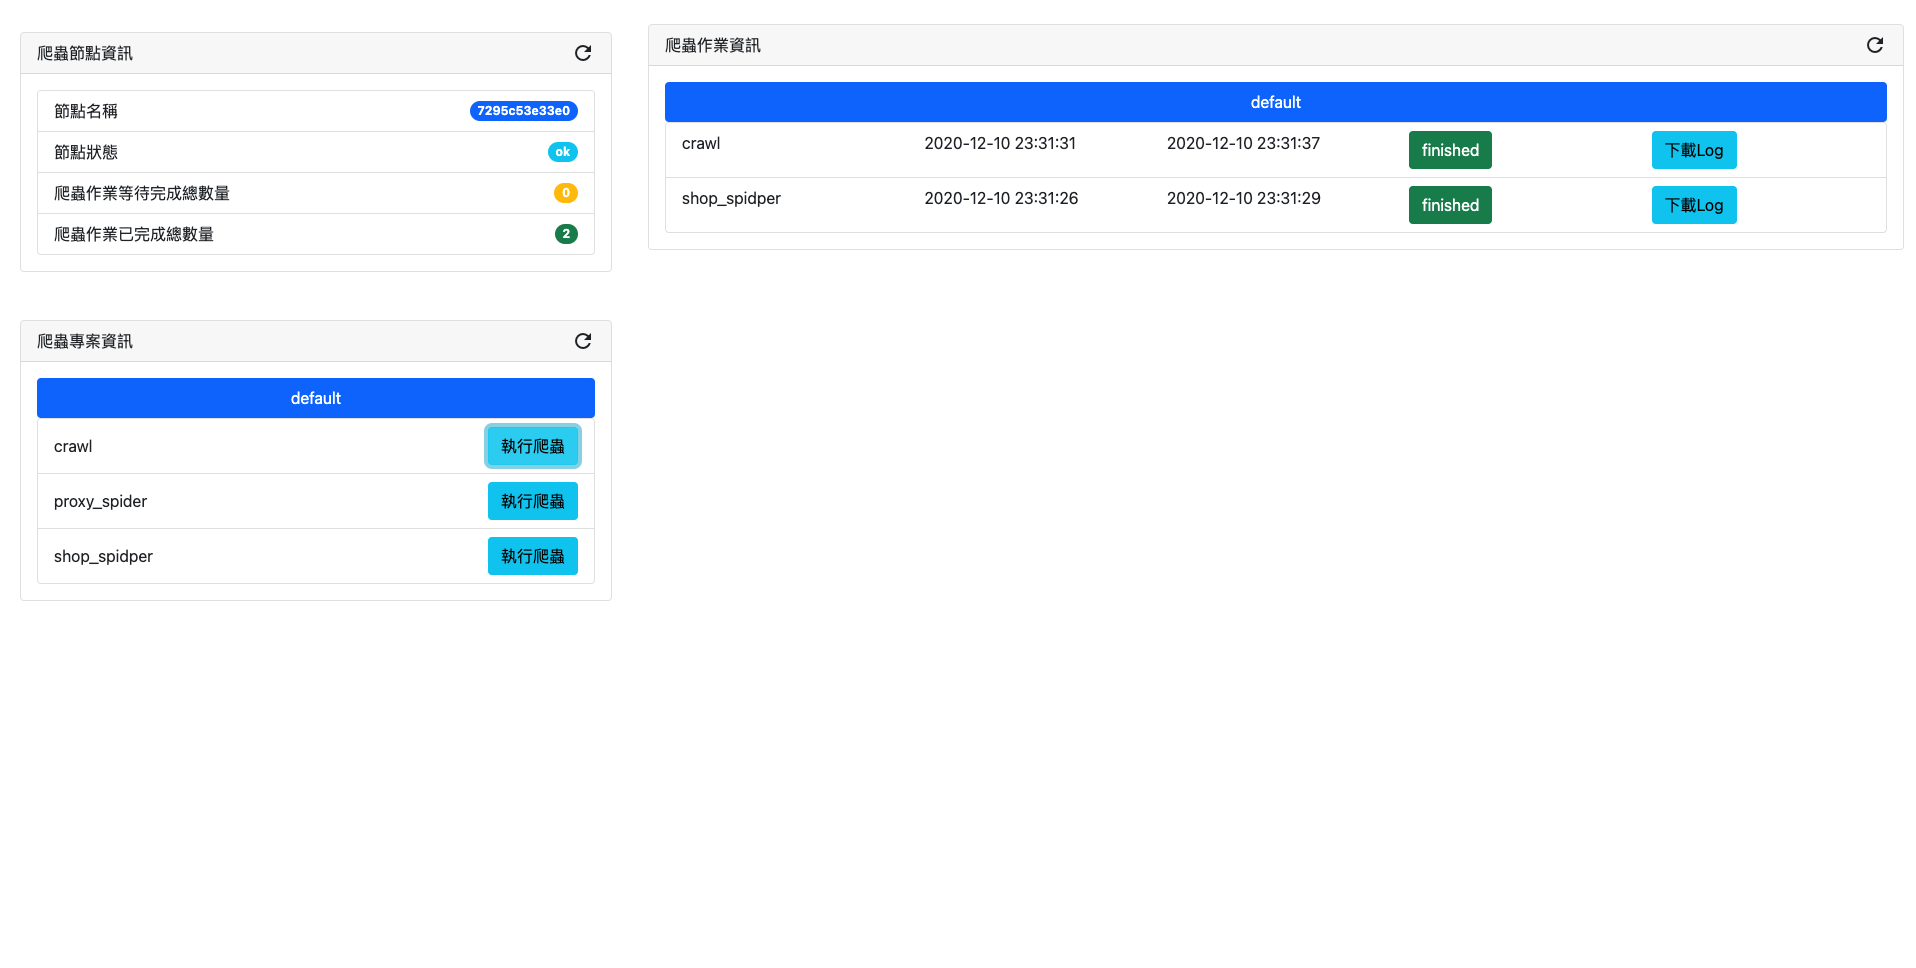 爬蟲節點資訊
節點名稱 7295c53e33e0
節點狀態 ok
爬蟲作業等待完成總數量 0
爬蟲作業已完成總數量 2
爬蟲專案資訊
default
crawl 執行爬蟲
proxy_spider 執行爬蟲
shop_spidper 執行爬蟲
爬蟲作業資訊
default
crawl 2020-12-10 23:31:31 2020-12-10 23:31:37 finished 下載Log
shop_spidper 2020-12-10 23:31:26 2020-12-10 23:31:29 finished 下載Log